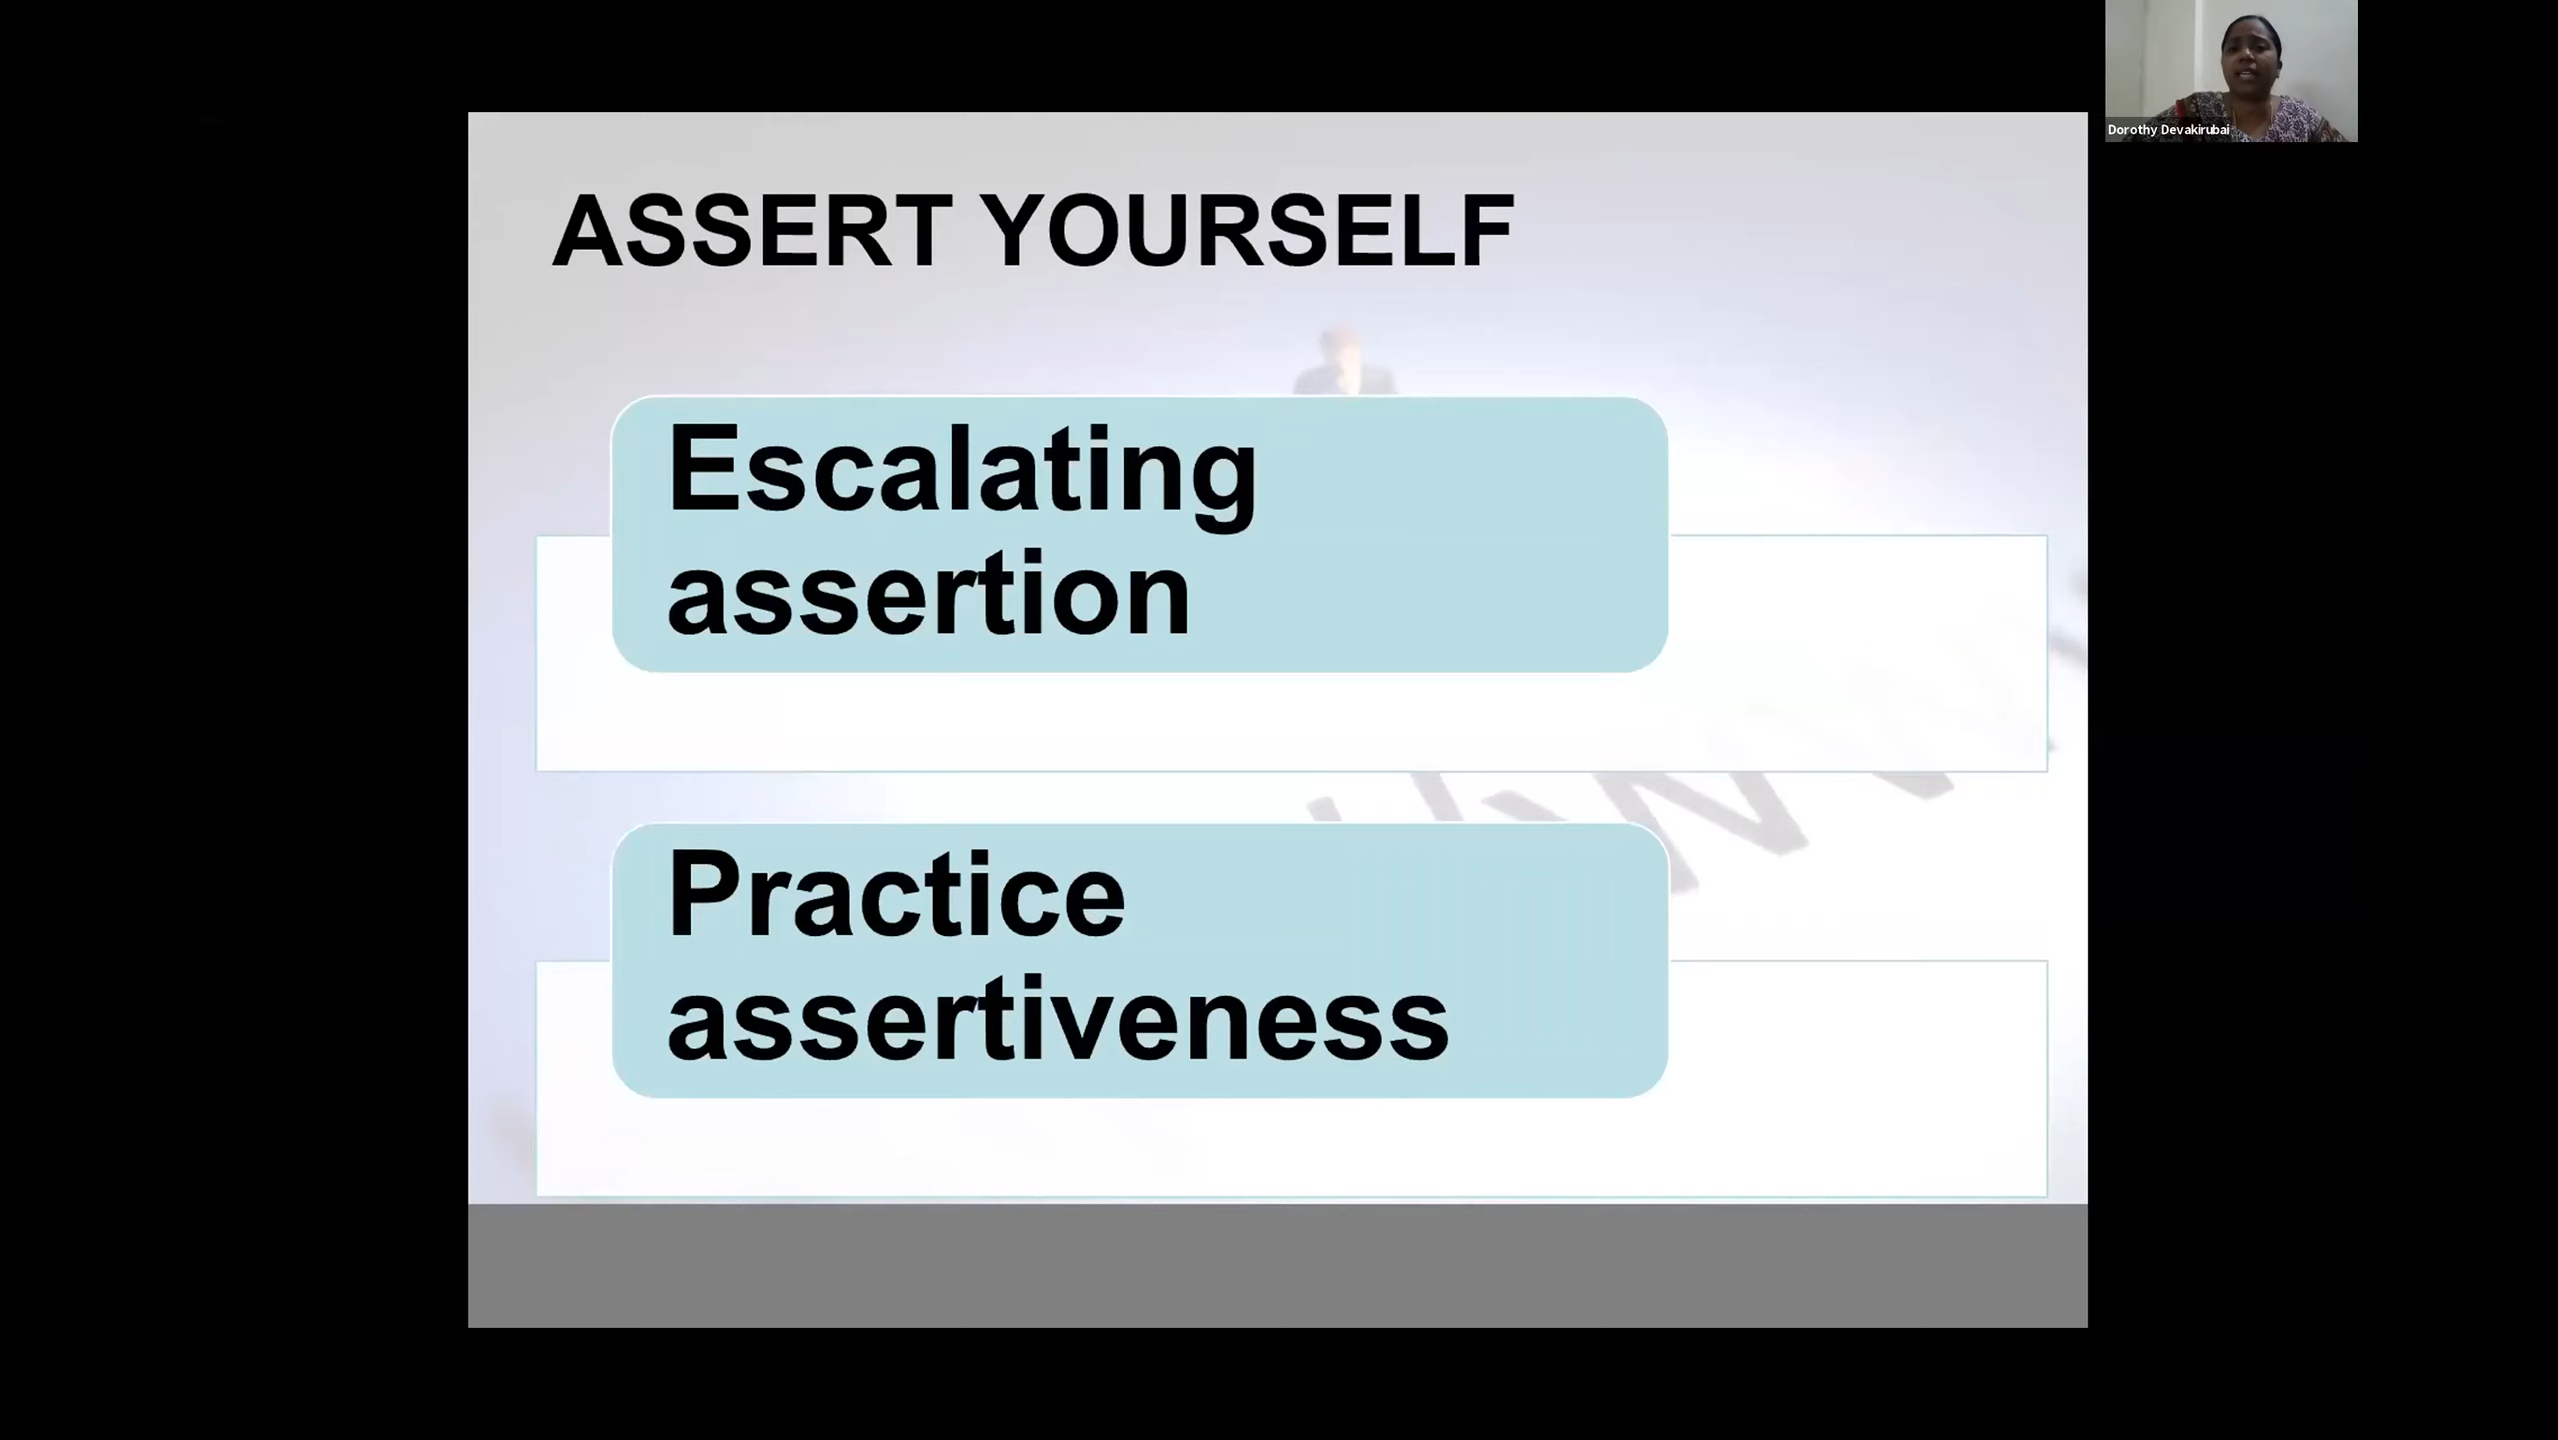 Dorothy Devakirubai
ASSERT YOURSELF
Escalating
assertion
Practice
assertiveness